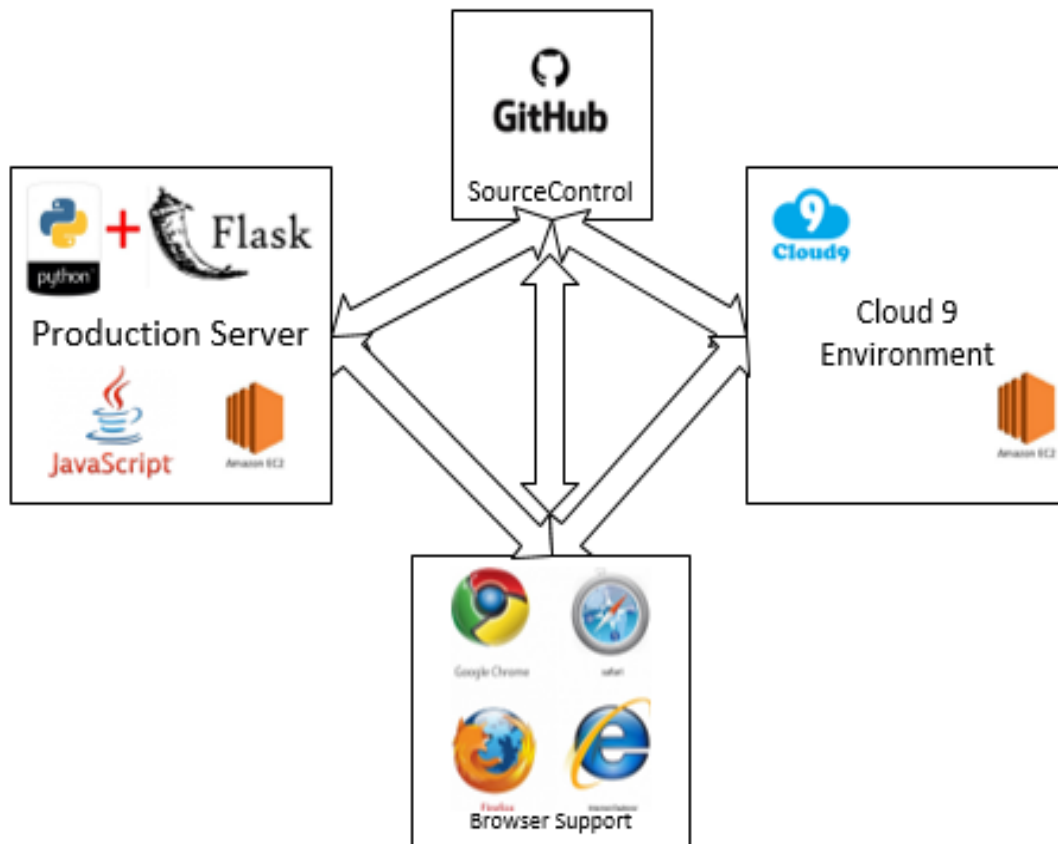 GitHub
SourceControl
python
+
Flask
Production Server
JavaScript
Amazon EC2
9
Cloud9
Cloud 9
Environment
Amazon EC2
Google Chrome
safari
Firefox
Internet Explorer
Browser Support